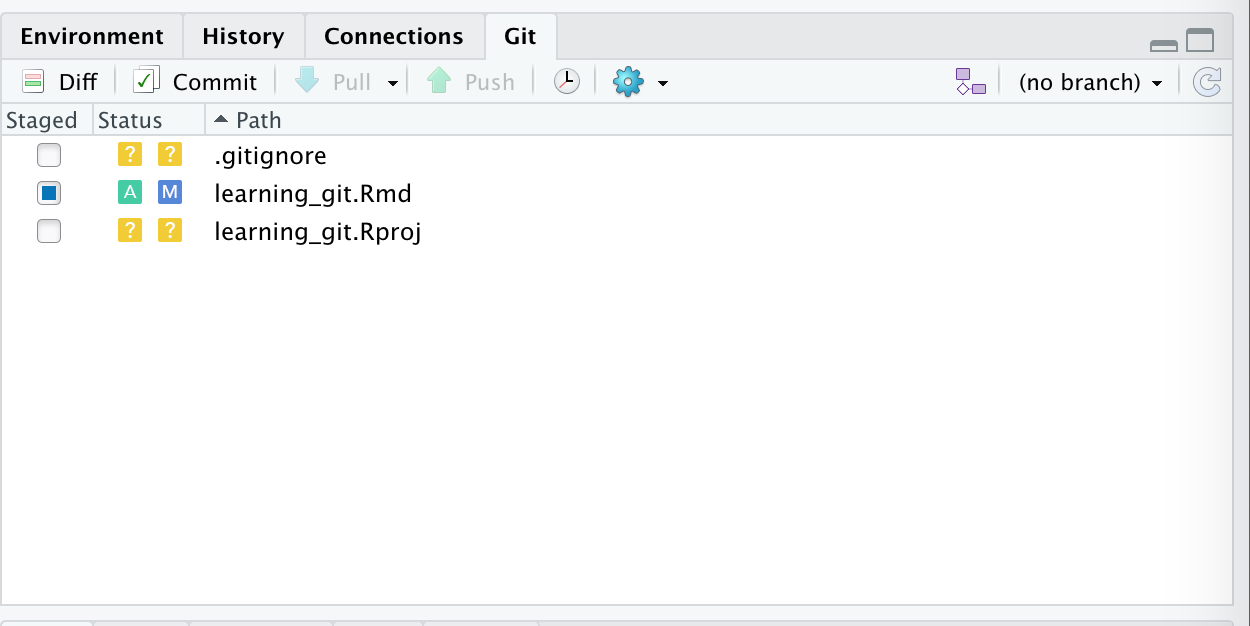 Environment History Connections Git
Diff Commit Pull Push (no branch)
Staged Status Path
? ? .gitignore
A M learning_git.Rmd
? ? learning_git.Rproj